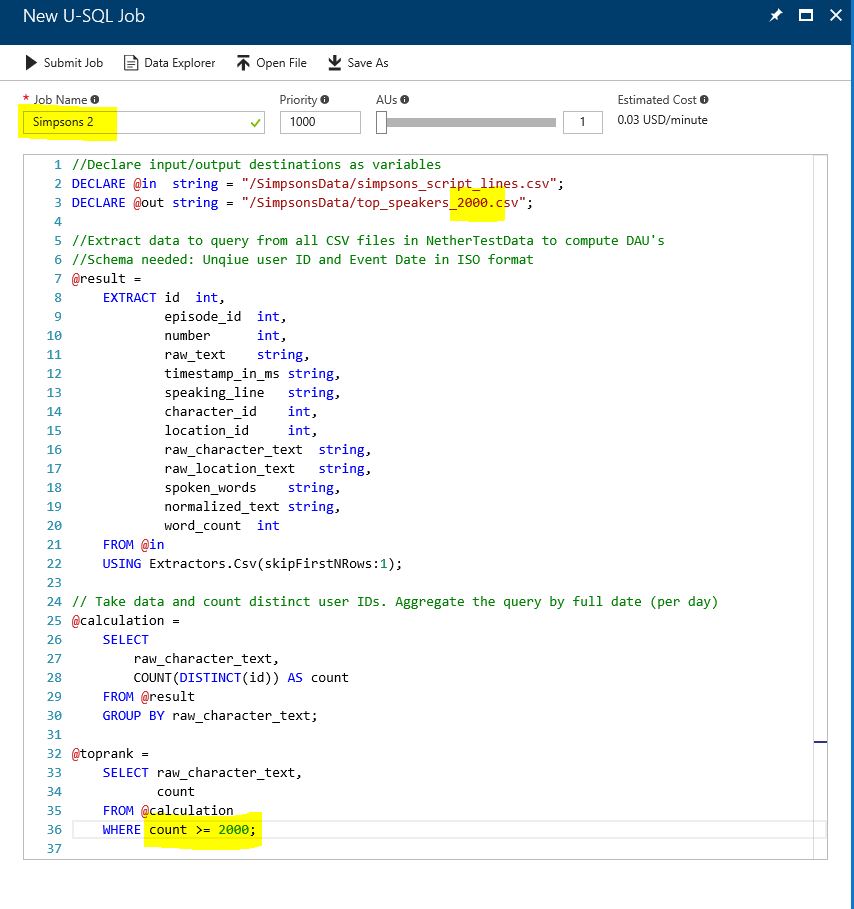 New U-SQL Job
Submit Job Data Explorer Open File Save As
* Job Name Priority AUs Estimated Cost
Simpsons 2 1000 1 0.03 USD/minute
1 //Declare input/output destinations as variables
2 DECLARE @in string = "/SimpsonsData/simpsons_script_lines.csv";
3 DECLARE @out string = "/SimpsonsData/top_speakers_2000.csv";
4
5 //Extract data to query from all CSV files in NetherTestData to compute DAU's
6 //Schema needed: Unqiue user ID and Event Date in ISO format
7 @result =
8 EXTRACT id int,
9 episode_id int,
10 number int,
11 raw_text string,
12 timestamp_in_ms string,
13 speaking_line string,
14 character_id int,
15 location_id int,
16 raw_character_text string,
17 raw_location_text string,
18 spoken_words string,
19 normalized_text string,
20 word_count int
21 FROM @in
22 USING Extractors.Csv(skipFirstNRows:1);
23
24 // Take data and count distinct user IDs. Aggregate the query by full date (per day)
25 @calculation =
26 SELECT
27 raw_character_text,
28 COUNT(DISTINCT(id)) AS count
29 FROM @result
30 GROUP BY raw_character_text;
31
32 @toprank =
33 SELECT raw_character_text,
34 count
35 FROM @calculation
36 WHERE count >= 2000;
37